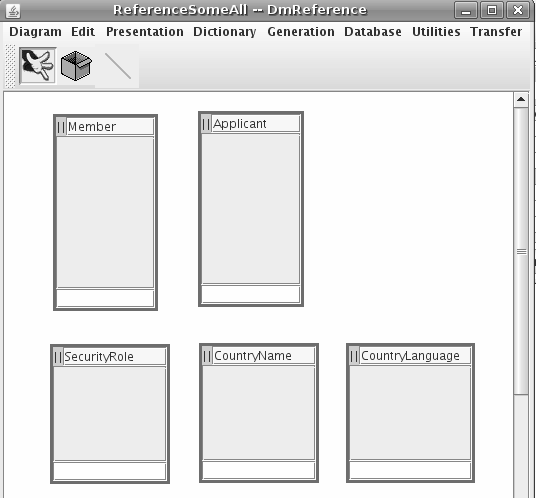 ReferenceSomeAll -- DmReference
Diagram Edit Presentation Dictionary Generation Database Utilities Transfer
Member
Applicant
SecurityRole
CountryName
CountryLanguage